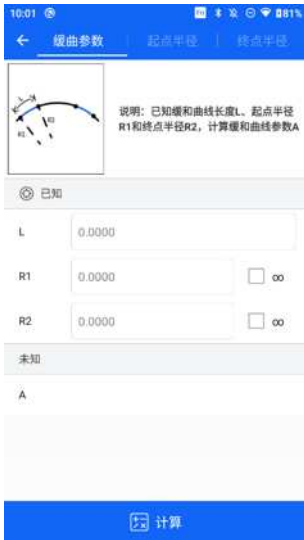 10:01
81%
缓曲参数
起点半径
终点半径
L
R1
R2
说明：已知缓和曲线长度L、起点半径
R1和终点半径R2，计算缓和曲线参数A
已知
L 0.0000
R1 0.0000 ∞
R2 0.0000 ∞
未知
A
计算